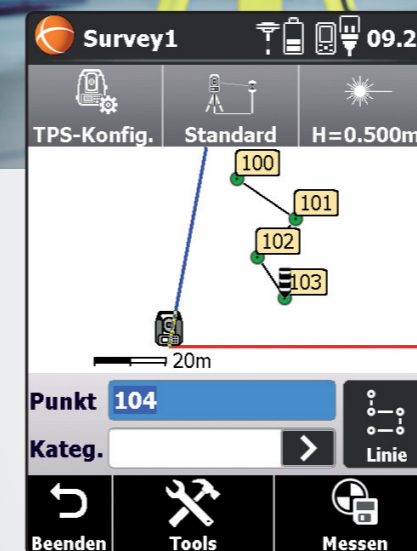 Survey1 09.2
TPS-Konfig. Standard H=0.500m
100
101
102
103
20m
Punkt 104
Kateg.
Linie
Beenden Tools Messen